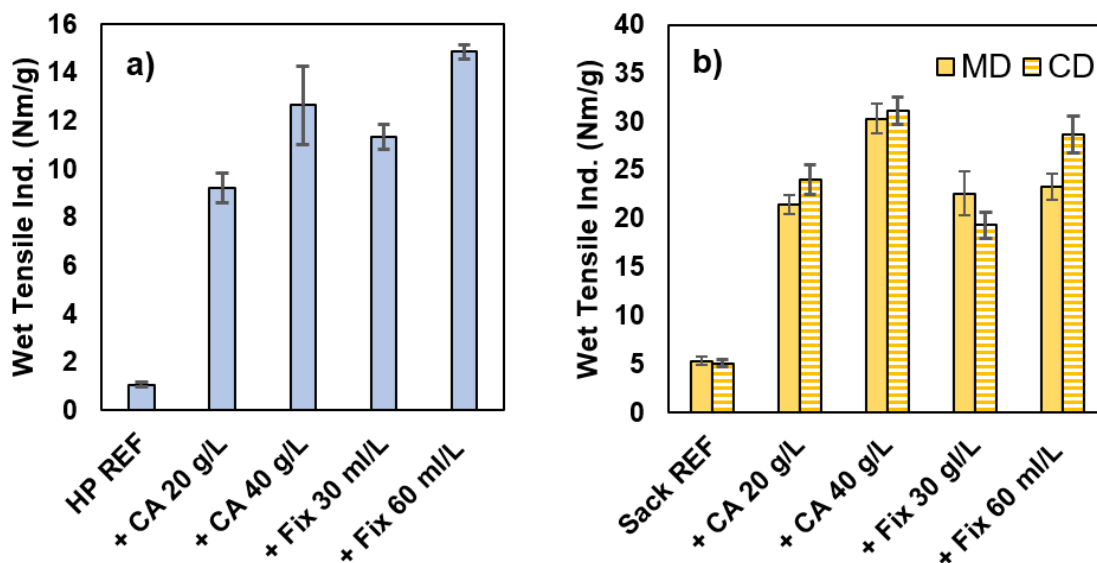 a)
Wet Tensile Ind. (Nm/g)
16
14
12
10
8
6
4
2
0
HP REF
+ CA 20 g/L
+ CA 40 g/L
+ Fix 30 ml/L
+ Fix 60 ml/L
b)
MD
CD
Wet Tensile Ind. (Nm/g)
40
35
30
25
20
15
10
5
0
Sack REF
+ CA 20 g/L
+ CA 40 g/L
+ Fix 30 gl/L
+ Fix 60 ml/L